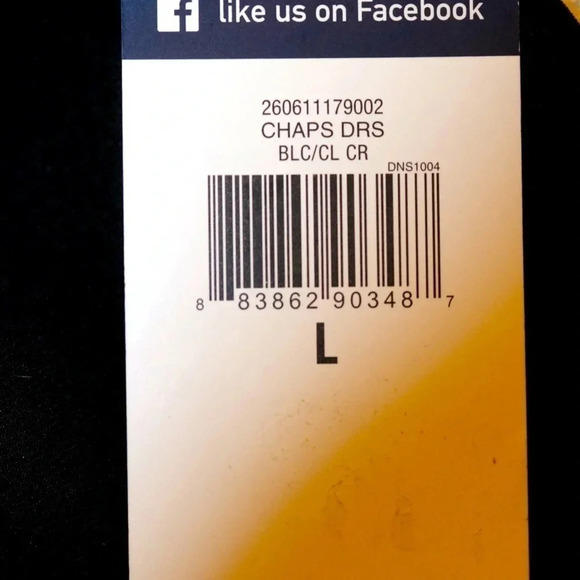 f like us on Facebook
260611179002
CHAPS DRS
BLC/CL CR
DNS1004
8 83862 90348 7
L